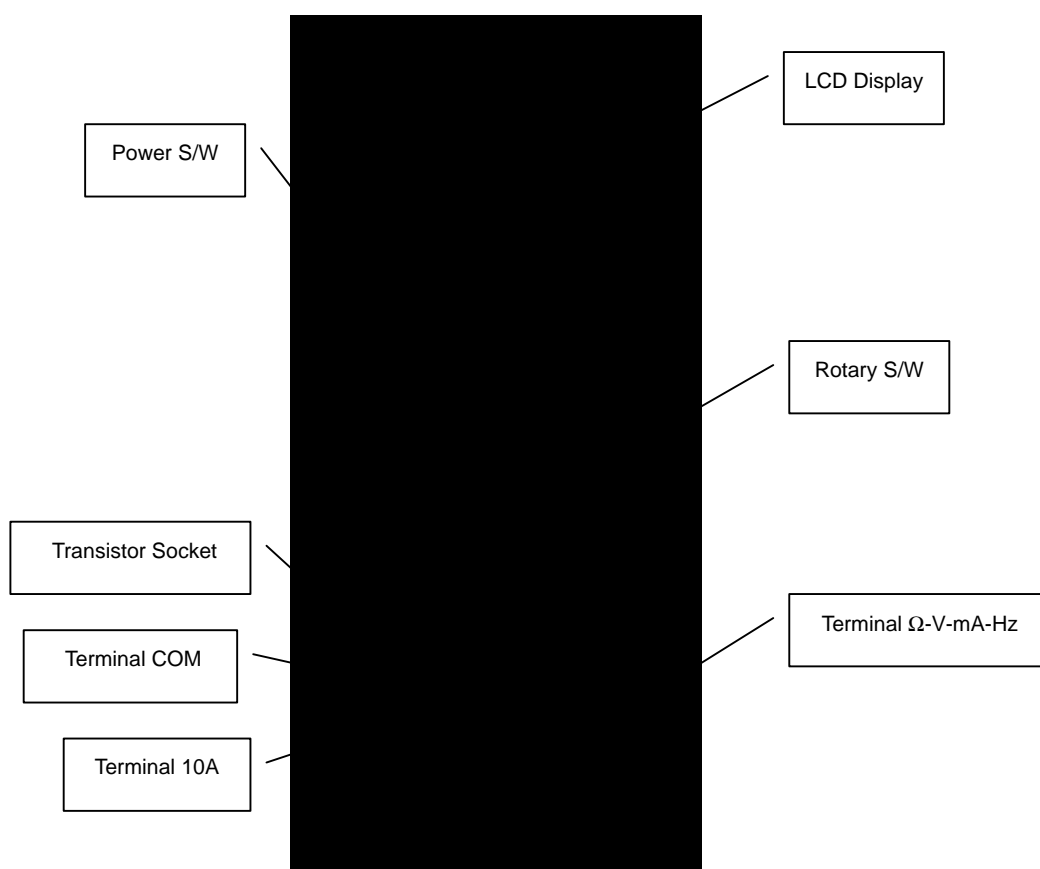 LCD Display
Power S/W
Rotary S/W
Transistor Socket
Terminal Ω-V-mA-Hz
Terminal COM
Terminal 10A